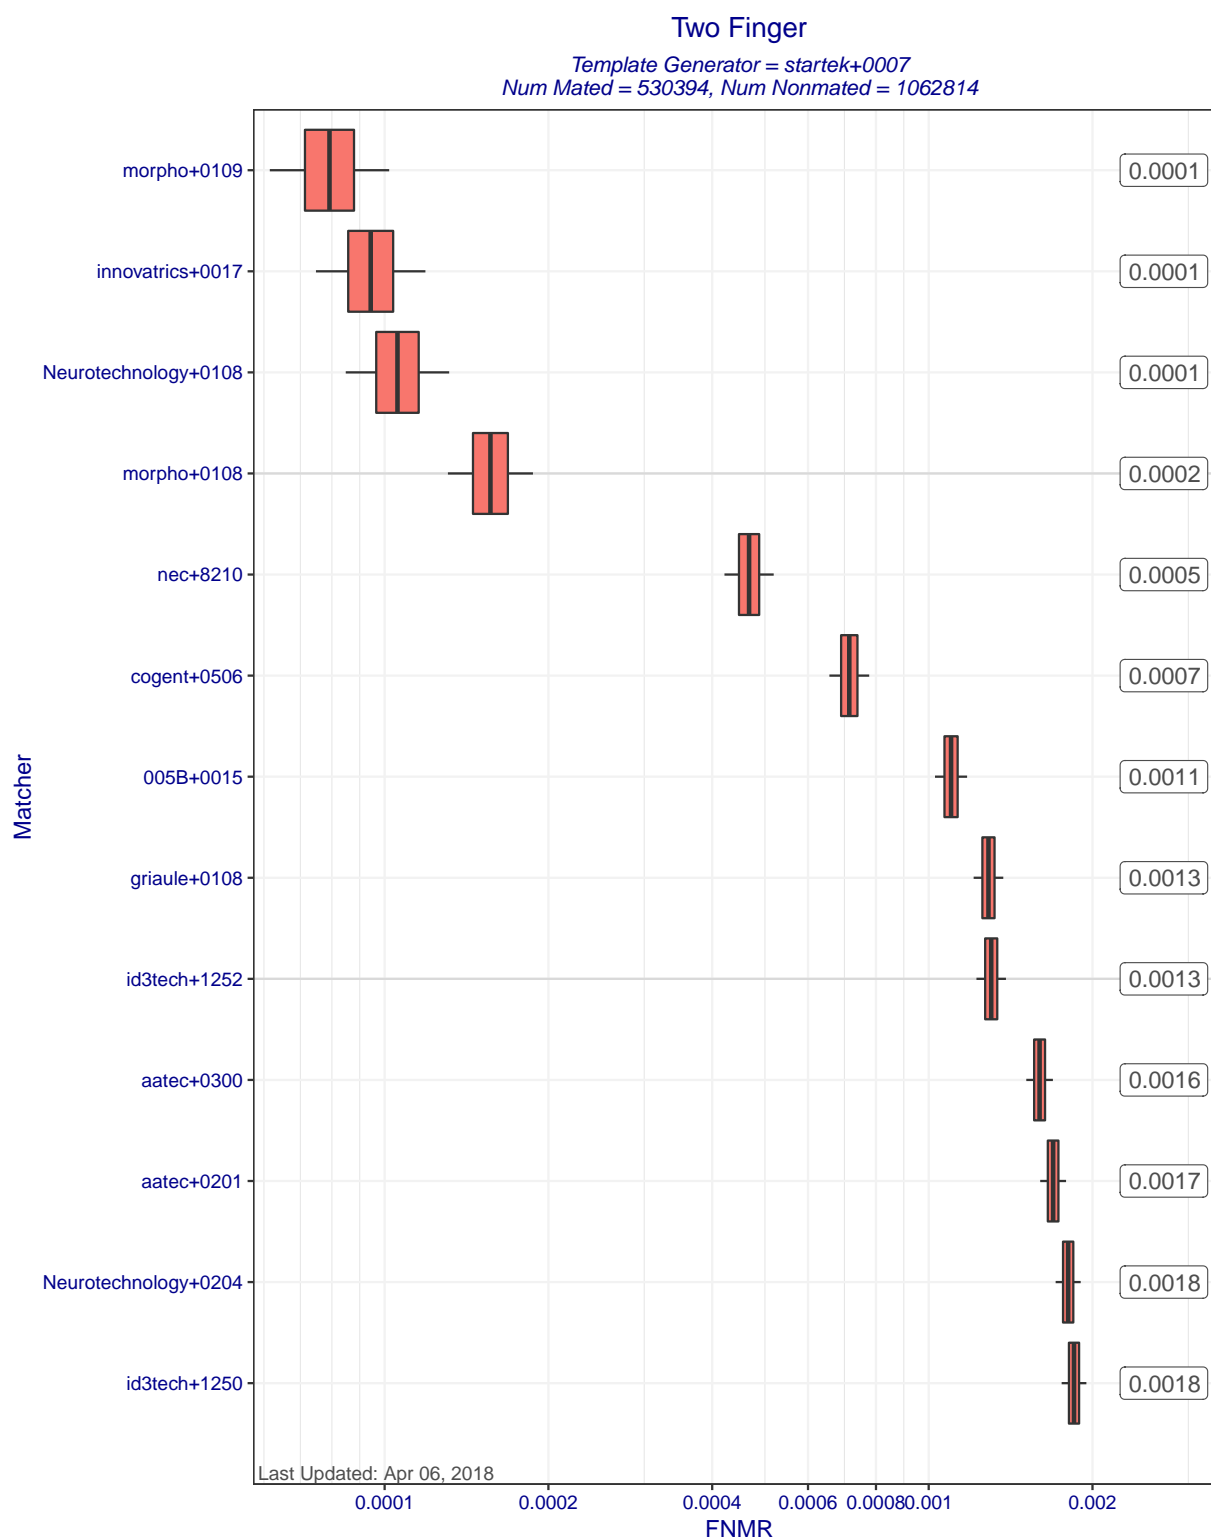 Two Finger
Template Generator = startek+0007
Num Mated = 530394, Num Nonmated = 1062814
Matcher
morpho+0109 0.0001
innovatrics+0017 0.0001
Neurotechnology+0108 0.0001
morpho+0108 0.0002
nec+8210 0.0005
cogent+0506 0.0007
005B+0015 0.0011
griaule+0108 0.0013
id3tech+1252 0.0013
aatec+0300 0.0016
aatec+0201 0.0017
Neurotechnology+0204 0.0018
id3tech+1250 0.0018
Last Updated: Apr 06, 2018
0.0001 0.0002 0.0004 0.0006 0.0008 0.001 0.002
FNMR